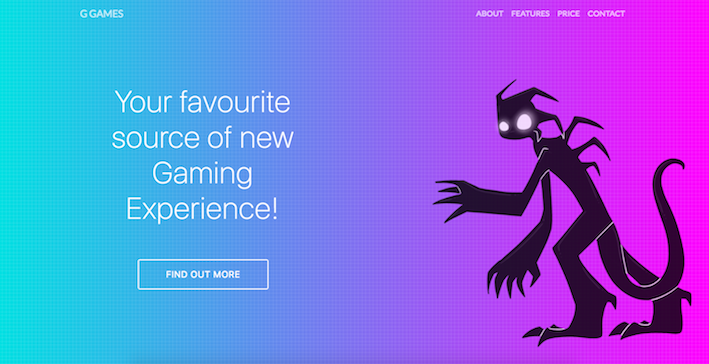 G GAMES
ABOUT FEATURES PRICE CONTACT
Your favourite
source of new
Gaming
Experience!
FIND OUT MORE